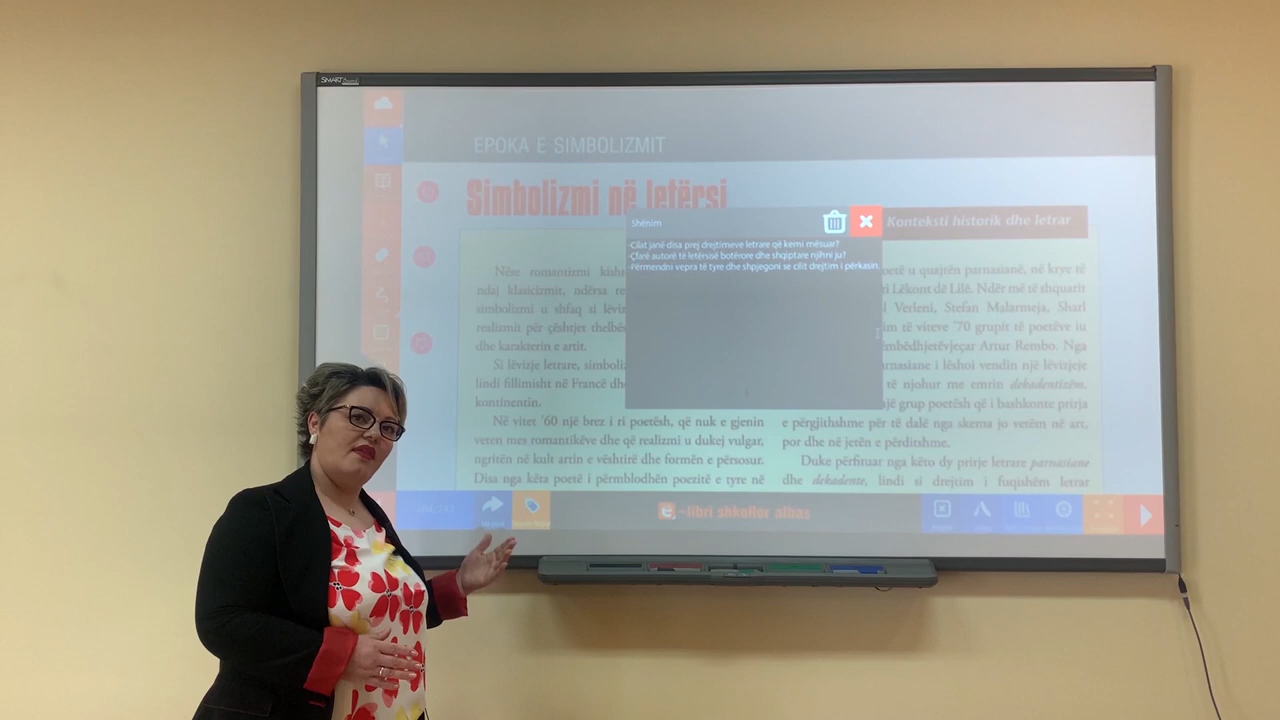 SMART Board
EPOKA E SIMBOLIZMIT
Simbolizmi në letërsi
Konteksti historik dhe letrar
Shënim
-Cilat janë disa prej drejtimeve letrare që kemi mësuar?
-Çfarë autorë të letërsisë botërore dhe shqiptare njihni ju?
-Përmendni vepra të tyre dhe shpjegoni se cilit drejtim i përkasin.
Nëse romantizmi kishte
ndaj klasicizmit, ndërsa
simbolizmi u shfaq si
realizmit për çështje
dhe karakterin e artit.
Si lëvizje letrare,
lindi fillimisht në Francë
kontinentin.
Në vitet '60 një brez i ri poetësh, që nuk e gjenin
veten mes romantikëve dhe që realizmi u dukej vulgar,
ngritën në kult artin e vështirë dhe formën e përsosur.
Disa nga këta poetë i përmblodhën poezitë e tyre në
u quajtën parnasianë, në krye të
Lëkont dë Lilë. Ndër më të shquarit
Verleni, Stefan Malarmeja, Sharl
të viteve '70 grupit të poetëve iu
Artur Rembo. Nga
i lëshoi vendin një lëvizjeje
të njohur me emrin dekadentizëm.
grup poetësh që i bashkonte prirja
e përgjithshme për të dalë nga skema jo vetëm në art,
por dhe në jetën e përditshme.
Duke përfituar nga këto dy prirje letrare parnasiane
dhe dekadente, lindi si drejtim i fuqishëm letrar
e-libri shkollor albas